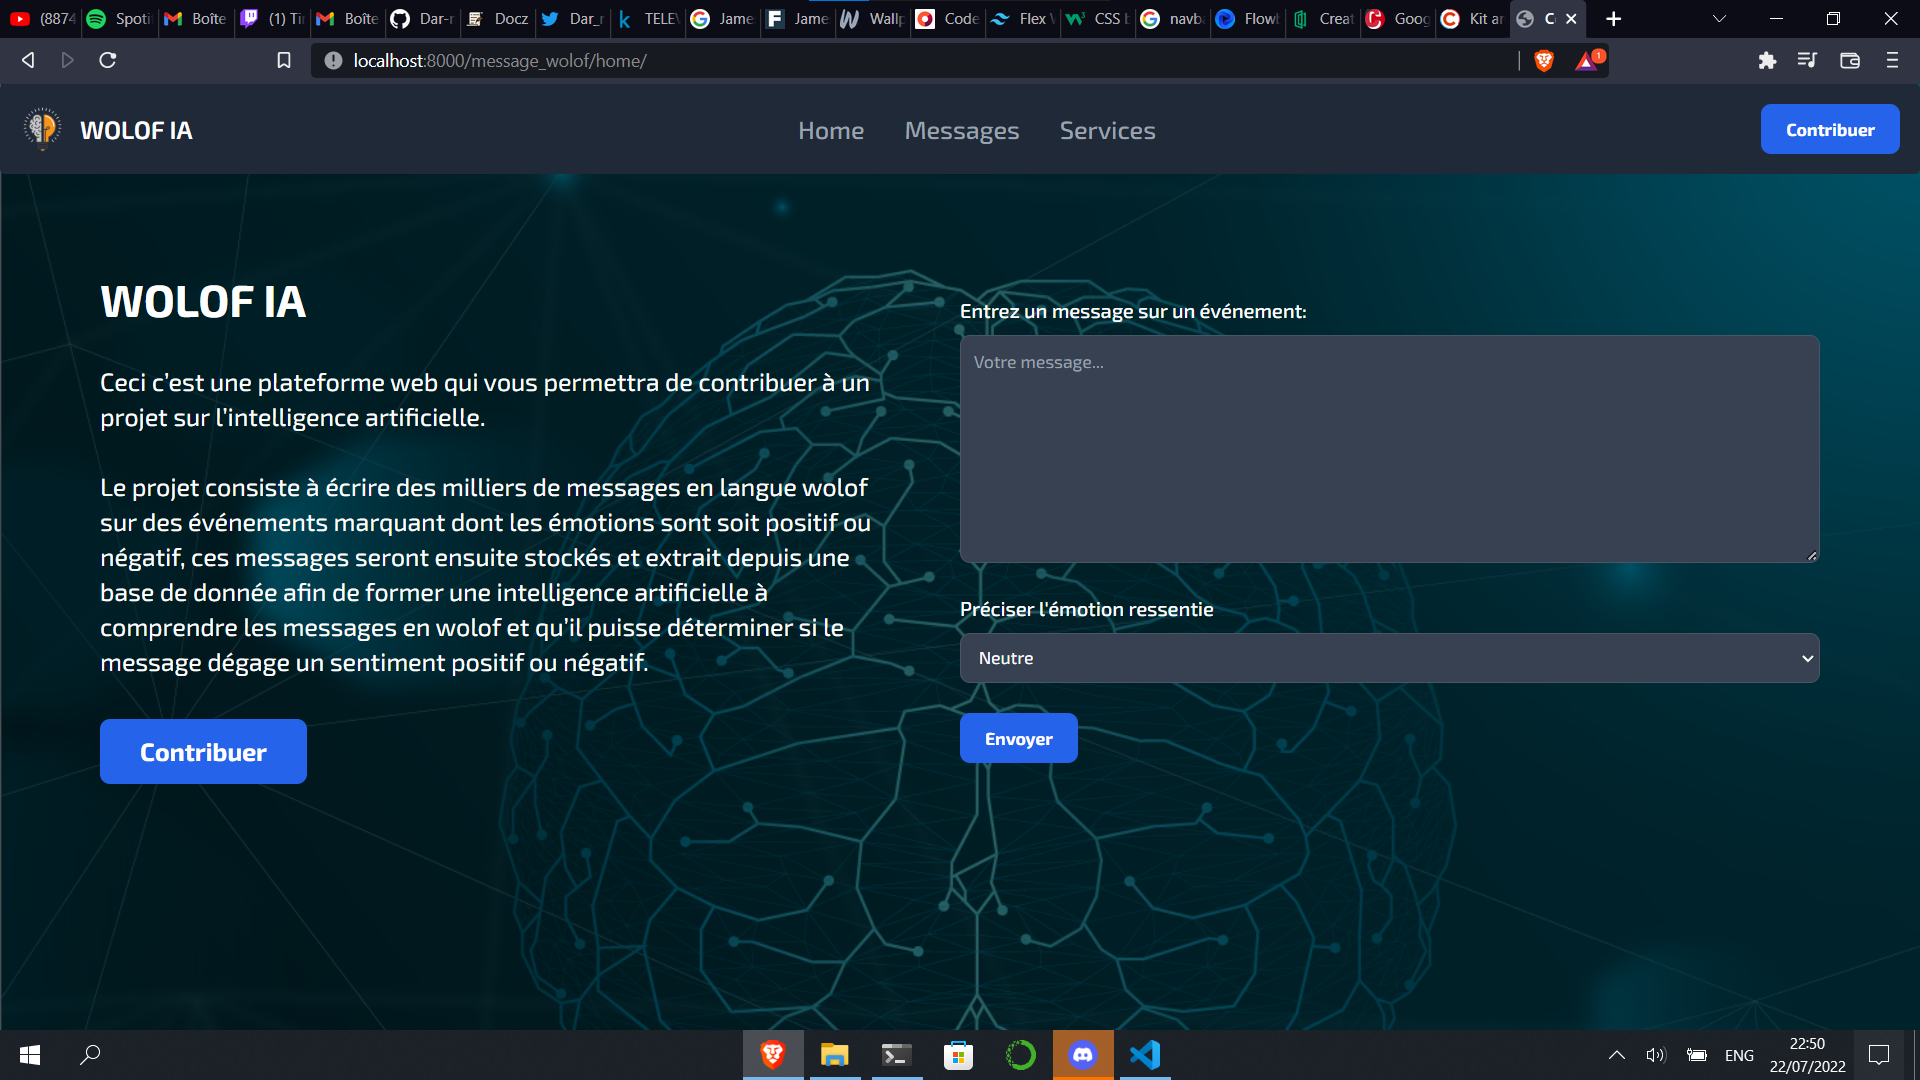 (8874
Spoti
Boîte
(1) Ti
Boîte
Dar-r
Docz
Dar_r
TELE
Jame
Jame
Wallp
Code
Flex
CSS
navba
Flow
Creat
Goog
Kit ar
C
localhost:8000/message_wolof/home/
1
WOLOF IA
Home
Messages
Services
Contribuer
WOLOF IA
Ceci c'est une plateforme web qui vous permettra de contribuer à un
projet sur l'intelligence artificielle.
Le projet consiste à écrire des milliers de messages en langue wolof
sur des événements marquant dont les émotions sont soit positif ou
négatif, ces messages seront ensuite stockés et extrait depuis une
base de donnée afin de former une intelligence artificielle à
comprendre les messages en wolof et qu'il puisse déterminer si le
message dégage un sentiment positif ou négatif.
Contribuer
Entrez un message sur un événement:
Votre message...
Préciser l'émotion ressentie
Neutre
Envoyer
ENG
22:50
22/07/2022